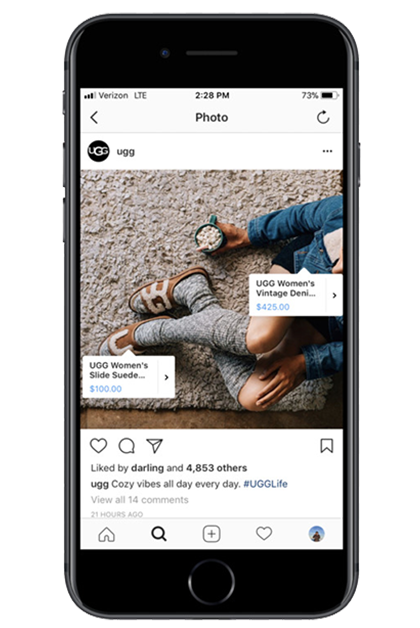 Verizon LTE 2:28 PM 73%
Photo
UGG ugg
UGG Women's
Vintage Deni...
$425.00
UGG Women's
Slide Suede...
$100.00
Liked by darling and 4,853 others
ugg Cozy vibes all day every day. #UGGLife
View all 14 comments
21 HOURS AGO